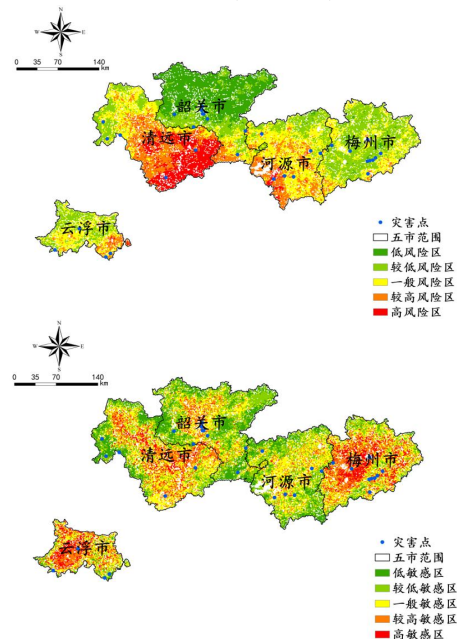 N
W E
S
0 35 70 140
km
韶关市
清远市
梅州市
河源市
云浮市
灾害点
五市范围
低风险区
较低风险区
一般风险区
较高风险区
高风险区
N
W E
S
0 35 70 140
km
韶关市
清远市
梅州市
河源市
云浮市
灾害点
五市范围
低敏感区
较低敏感区
一般敏感区
较高敏感区
高敏感区